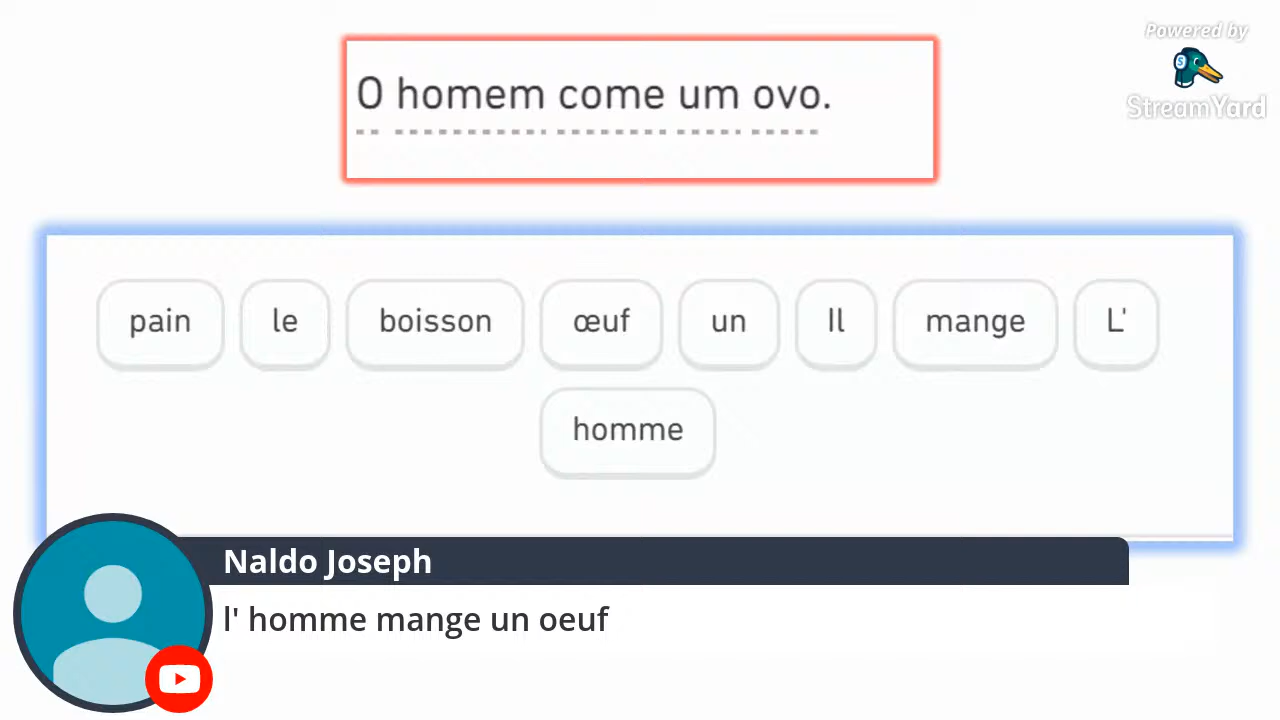 Powered by
StreamYard
O homem come um ovo.
pain le boisson œuf un Il mange L'
homme
Naldo Joseph
l' homme mange un oeuf